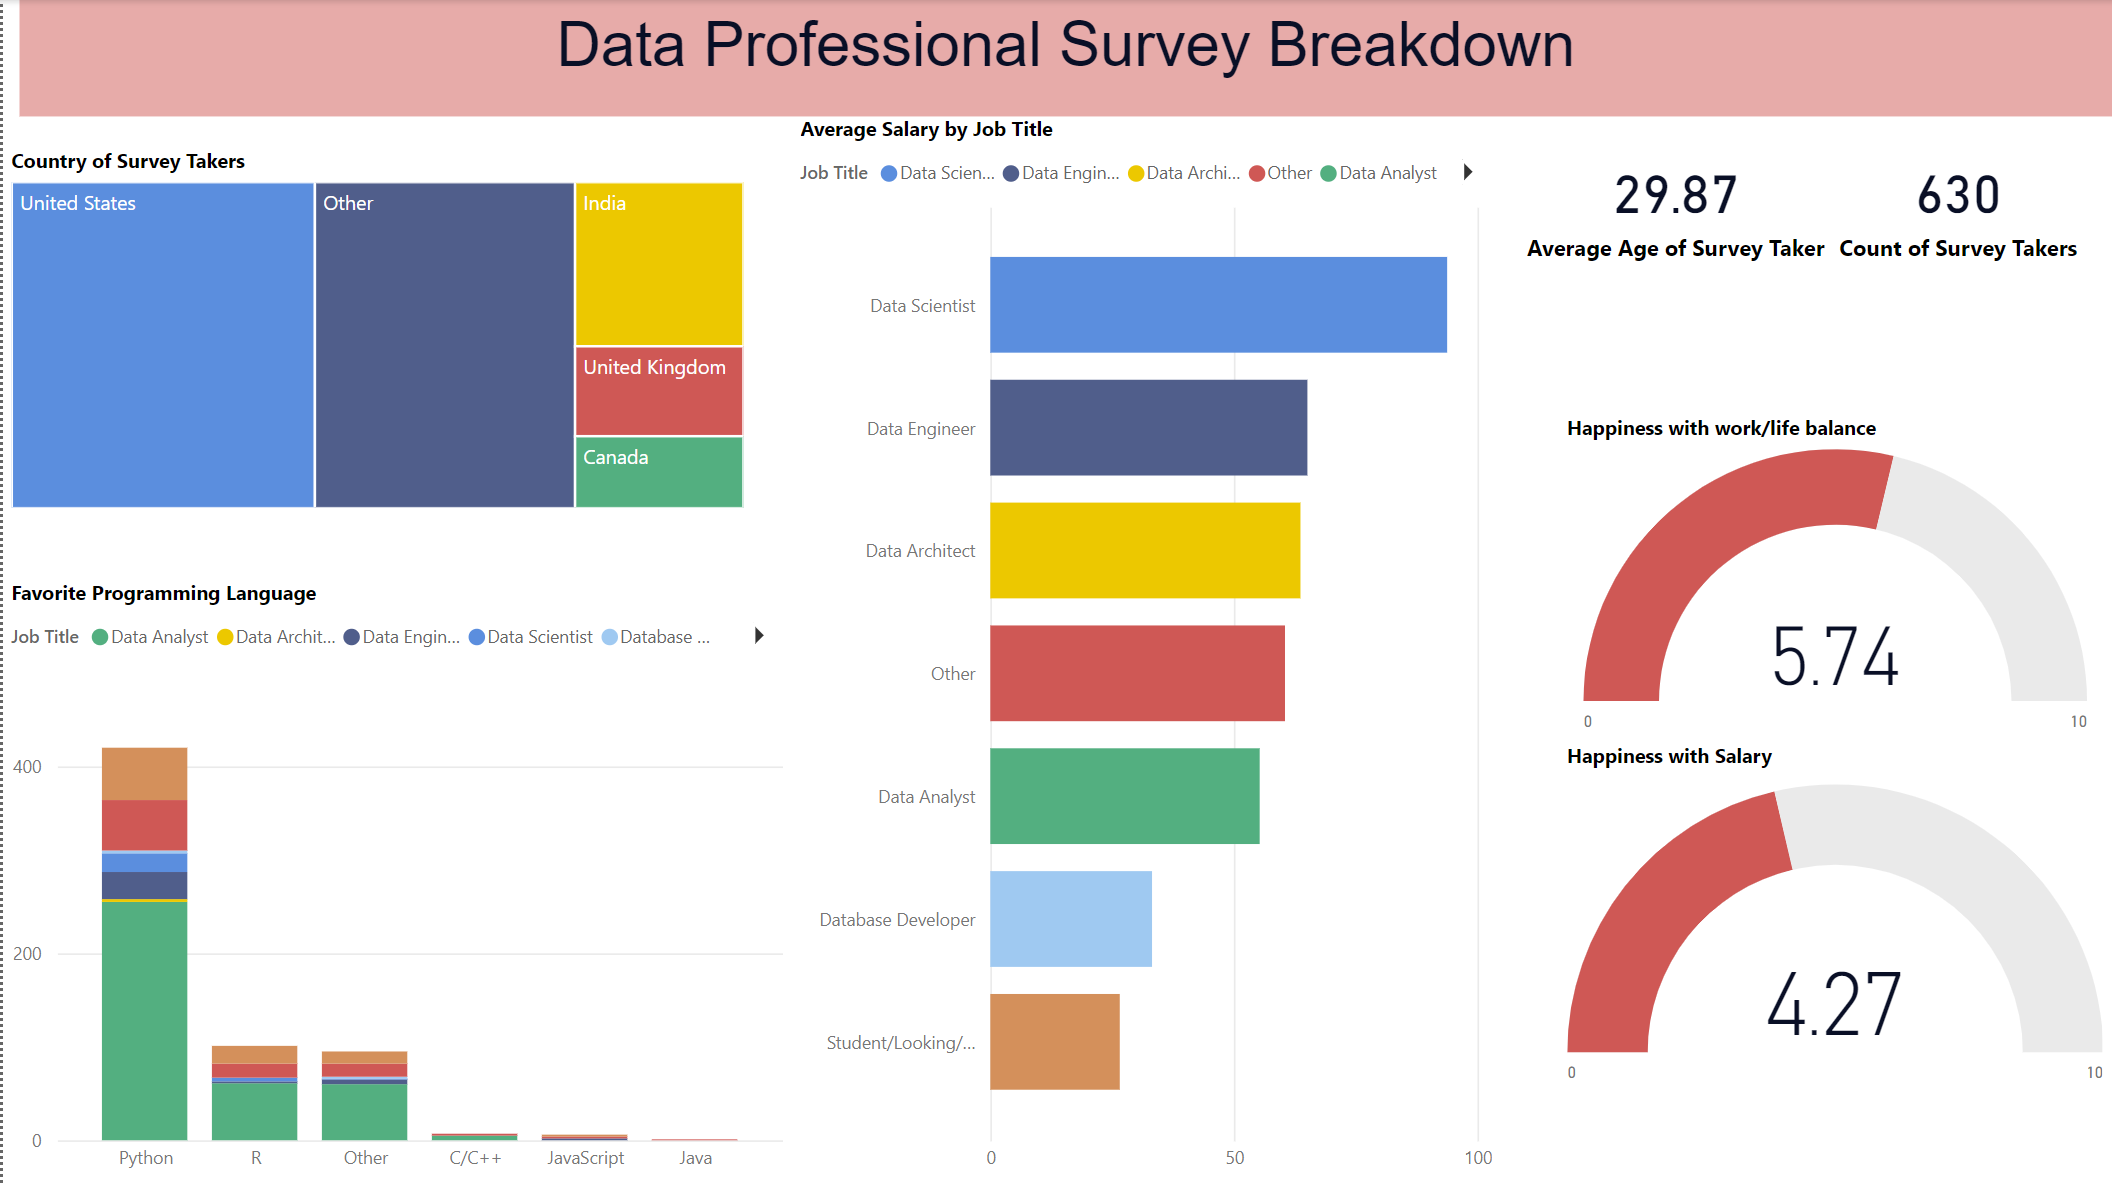 Data Professional Survey Breakdown
Country of Survey Takers
United States
Other
India
United Kingdom
Canada
Favorite Programming Language
Job Title Data Analyst Data Archit... Data Engin... Data Scientist Database ...
400
200
0
Python R Other C/C++ JavaScript Java
Average Salary by Job Title
Job Title Data Scien... Data Engin... Data Archi... Other Data Analyst
Data Scientist
Data Engineer
Data Architect
Other
Data Analyst
Database Developer
Student/Looking/...
0 50 100
29.87
Average Age of Survey Taker
630
Count of Survey Takers
Happiness with work/life balance
5.74
0 10
Happiness with Salary
4.27
0 10